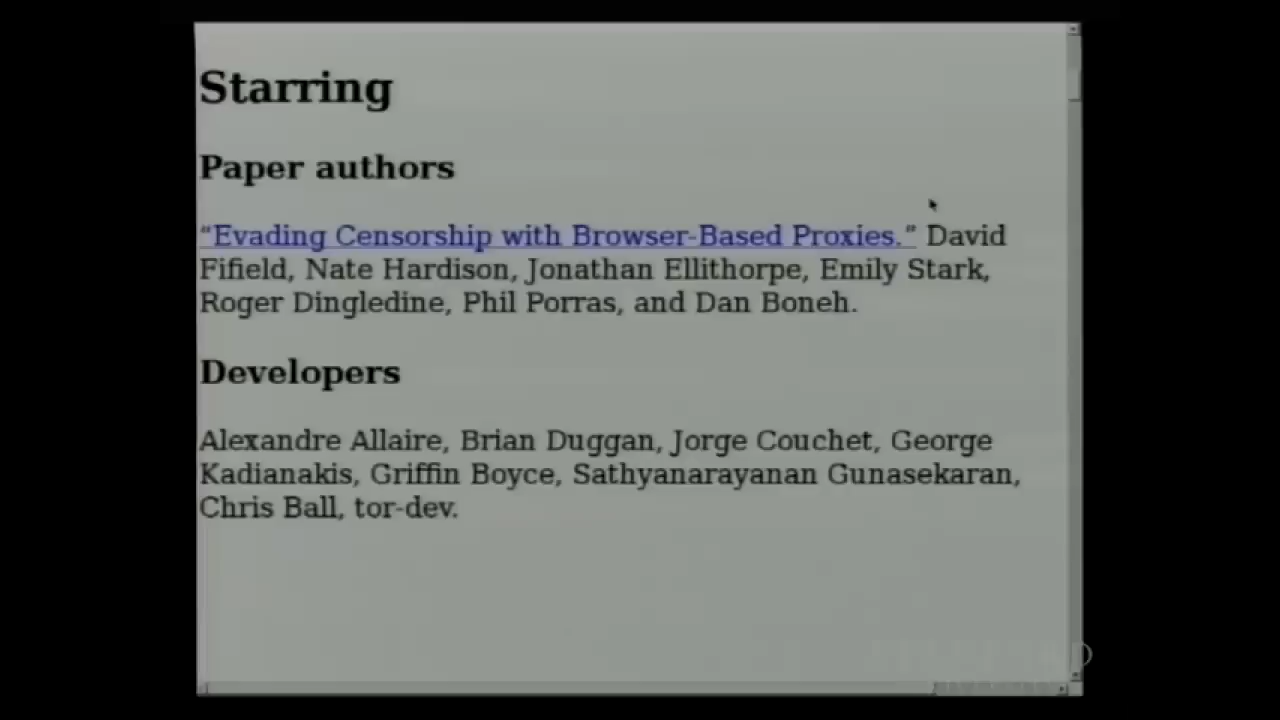 Starring
Paper authors
“Evading Censorship with Browser-Based Proxies.” David
Fifield, Nate Hardison, Jonathan Ellithorpe, Emily Stark,
Roger Dingledine, Phil Porras, and Dan Boneh.
Developers
Alexandre Allaire, Brian Duggan, Jorge Couchet, George
Kadianakis, Griffin Boyce, Sathyanarayanan Gunasekaran,
Chris Ball, tor-dev.